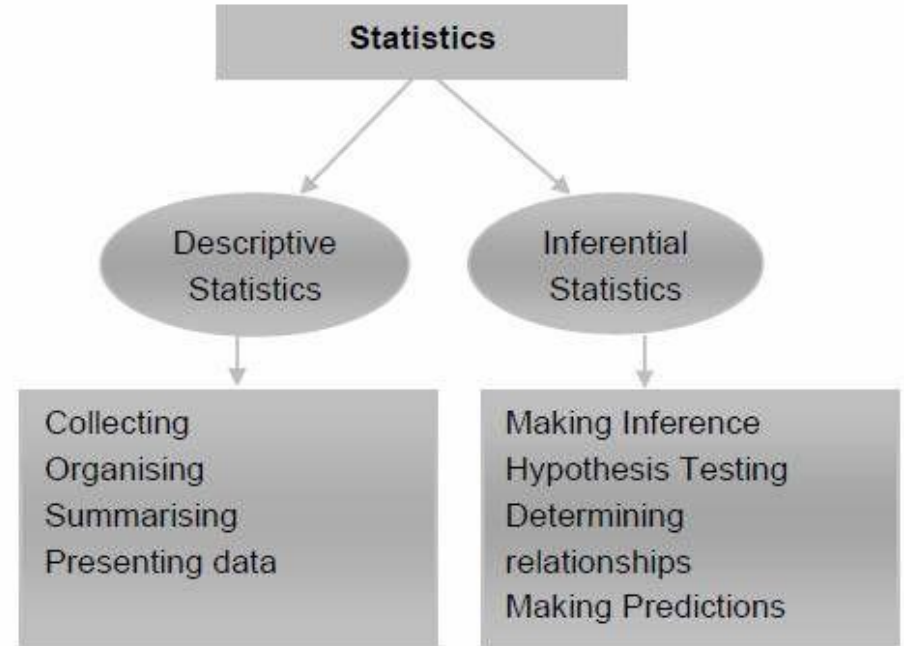 Statistics
Descriptive
Statistics
Inferential
Statistics
Collecting
Organising
Summarising
Presenting data
Making Inference
Hypothesis Testing
Determining
relationships
Making Predictions